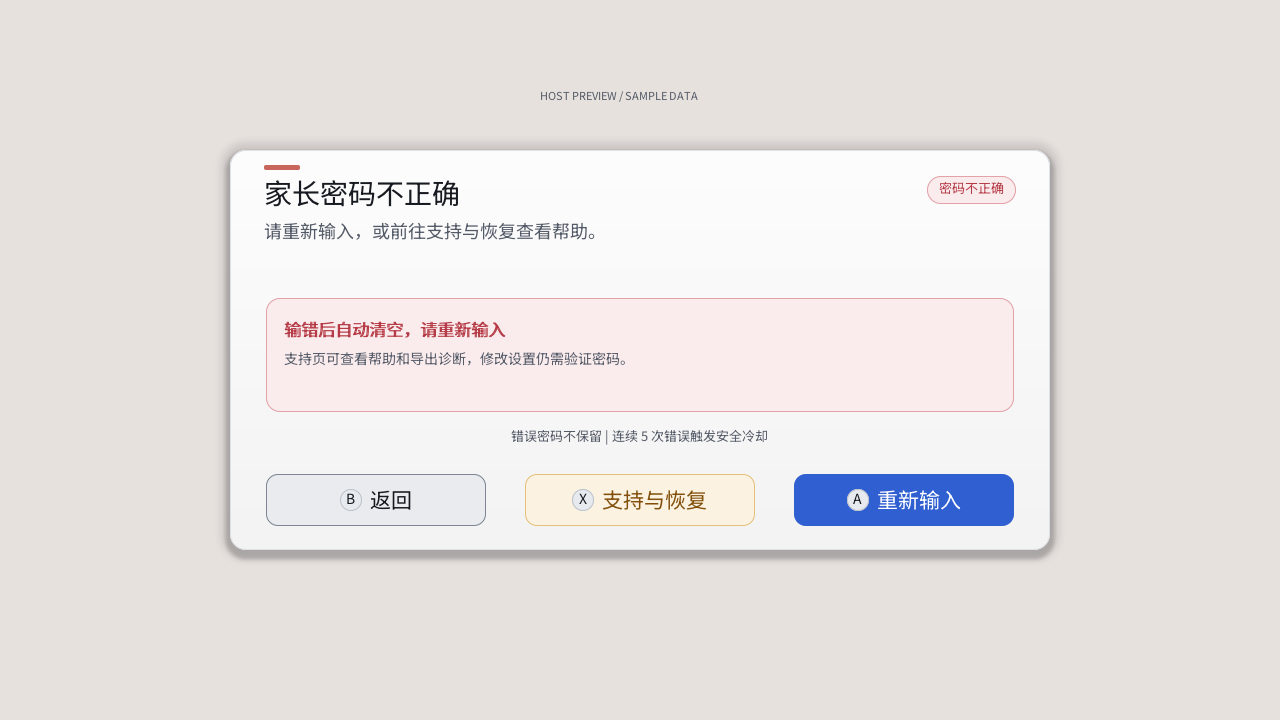 HOST PREVIEW / SAMPLE DATA
家长密码不正确
密码不正确
请重新输入，或前往支持与恢复查看帮助。
输错后自动清空，请重新输入
支持页可查看帮助和导出诊断，修改设置仍需验证密码。
错误密码不保留 | 连续 5 次错误触发安全冷却
B 返回
X 支持与恢复
A 重新输入